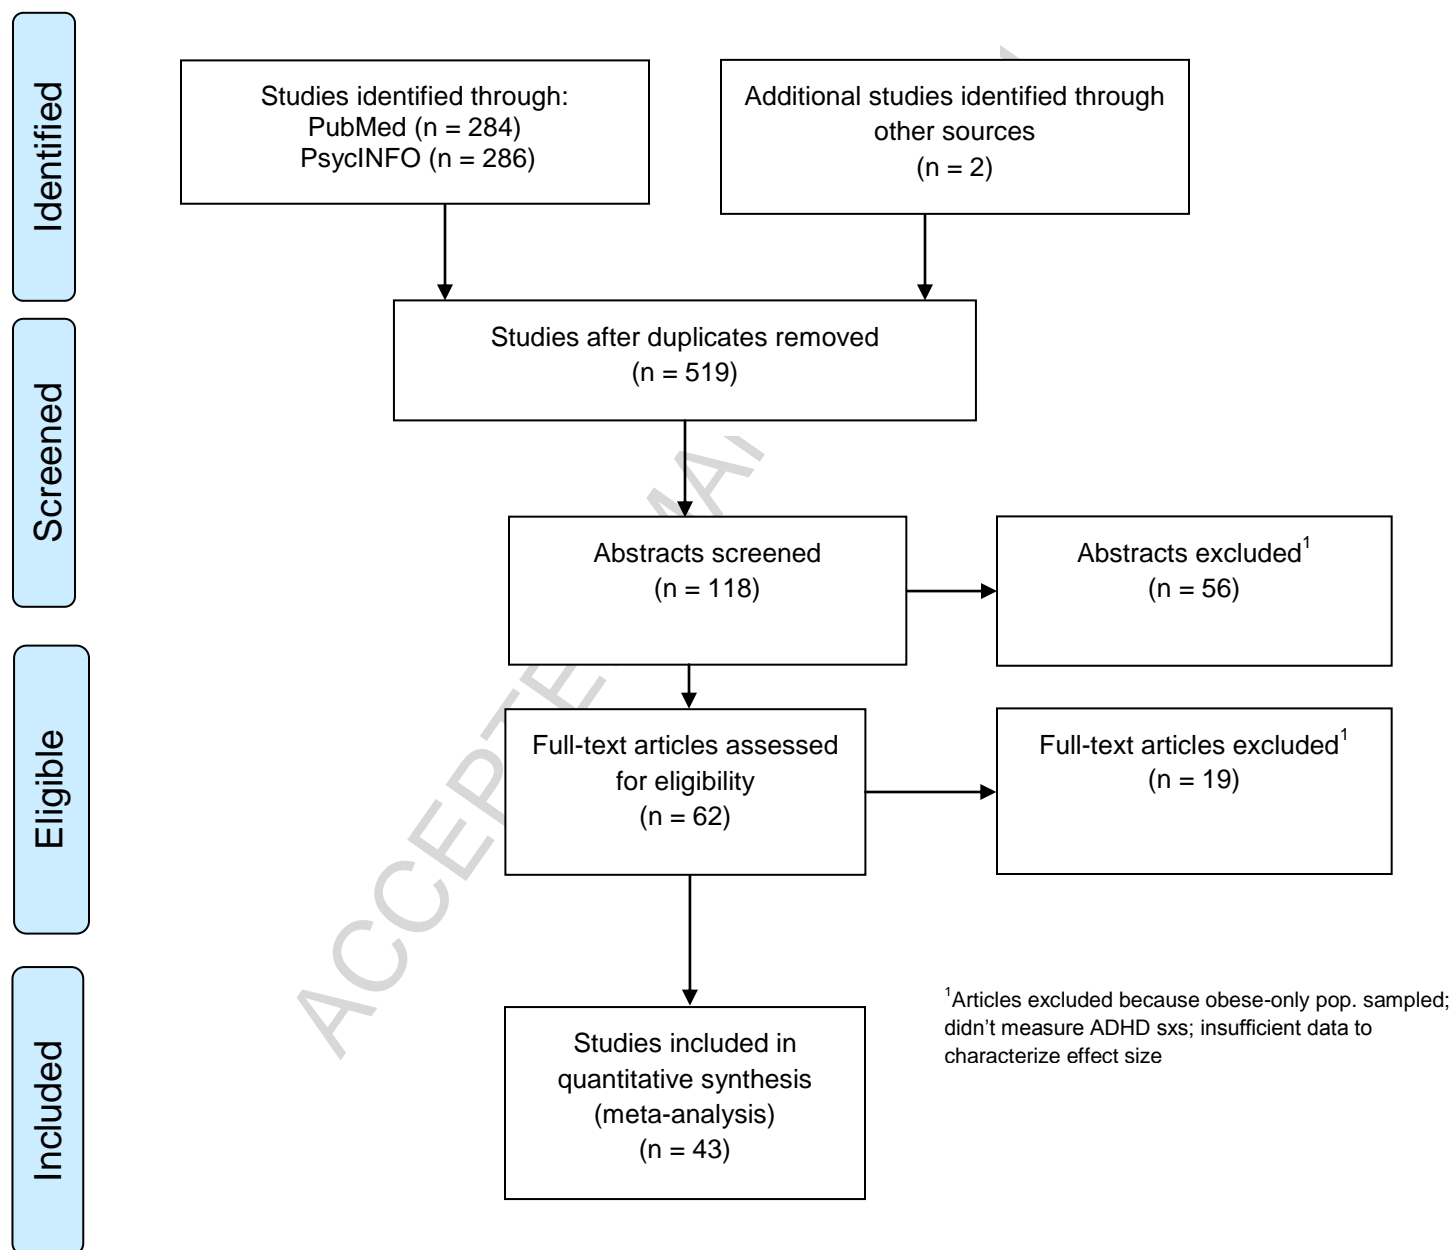 Identified
Studies identified through:
PubMed (n = 284)
PsycINFO (n = 286)
Additional studies identified through
other sources
(n = 2)
Studies after duplicates removed
(n = 519)
Screened
Abstracts screened
(n = 118)
Abstracts excluded1
(n = 56)
Eligible
Full-text articles assessed
for eligibility
(n = 62)
Full-text articles excluded1
(n = 19)
Included
Studies included in
quantitative synthesis
(meta-analysis)
(n = 43)
1Articles excluded because obese-only pop. sampled;
didn’t measure ADHD sxs; insufficient data to
characterize effect size